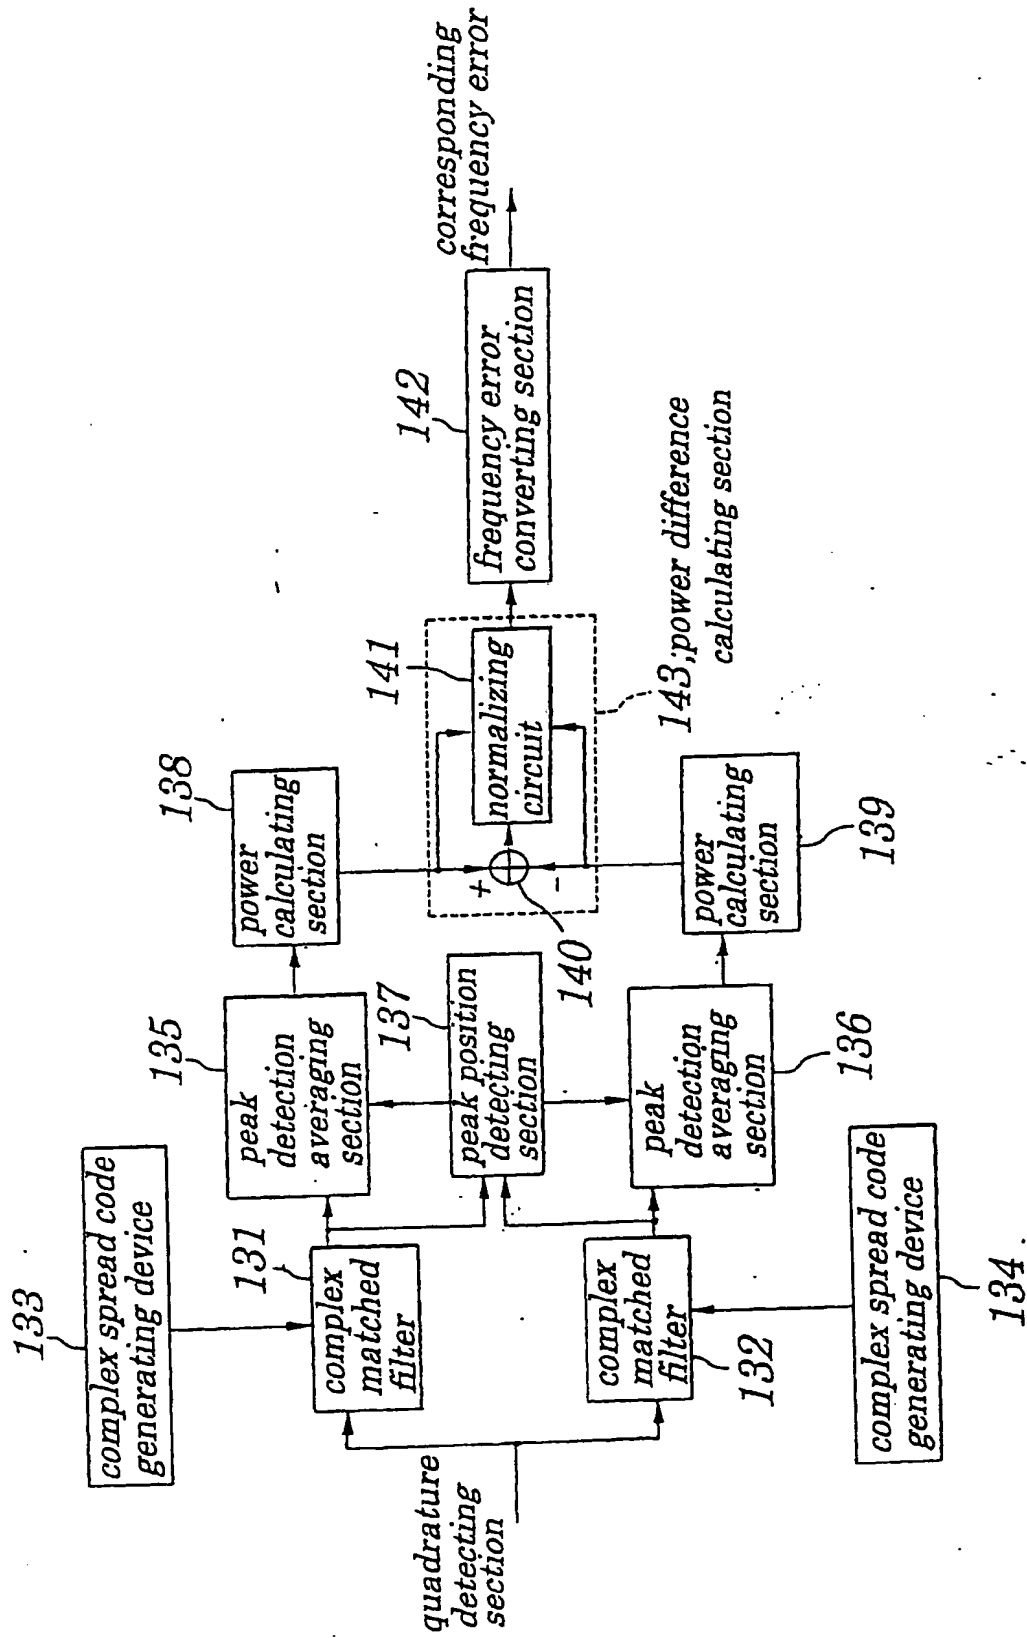 133
complex spread code
generating device
131
complex
matched
filter
quadrature
detecting
section
complex
matched
filter
132
complex spread code
generating device
134
135
peak
detection
averaging
section
137
peak position
detecting
section
peak
detection
averaging
section
136
138
power
calculating
section
140
+
-
141
normalizing
circuit
143; power difference
calculating section
power
calculating
section
139
142
frequency error
converting section
corresponding
frequency error